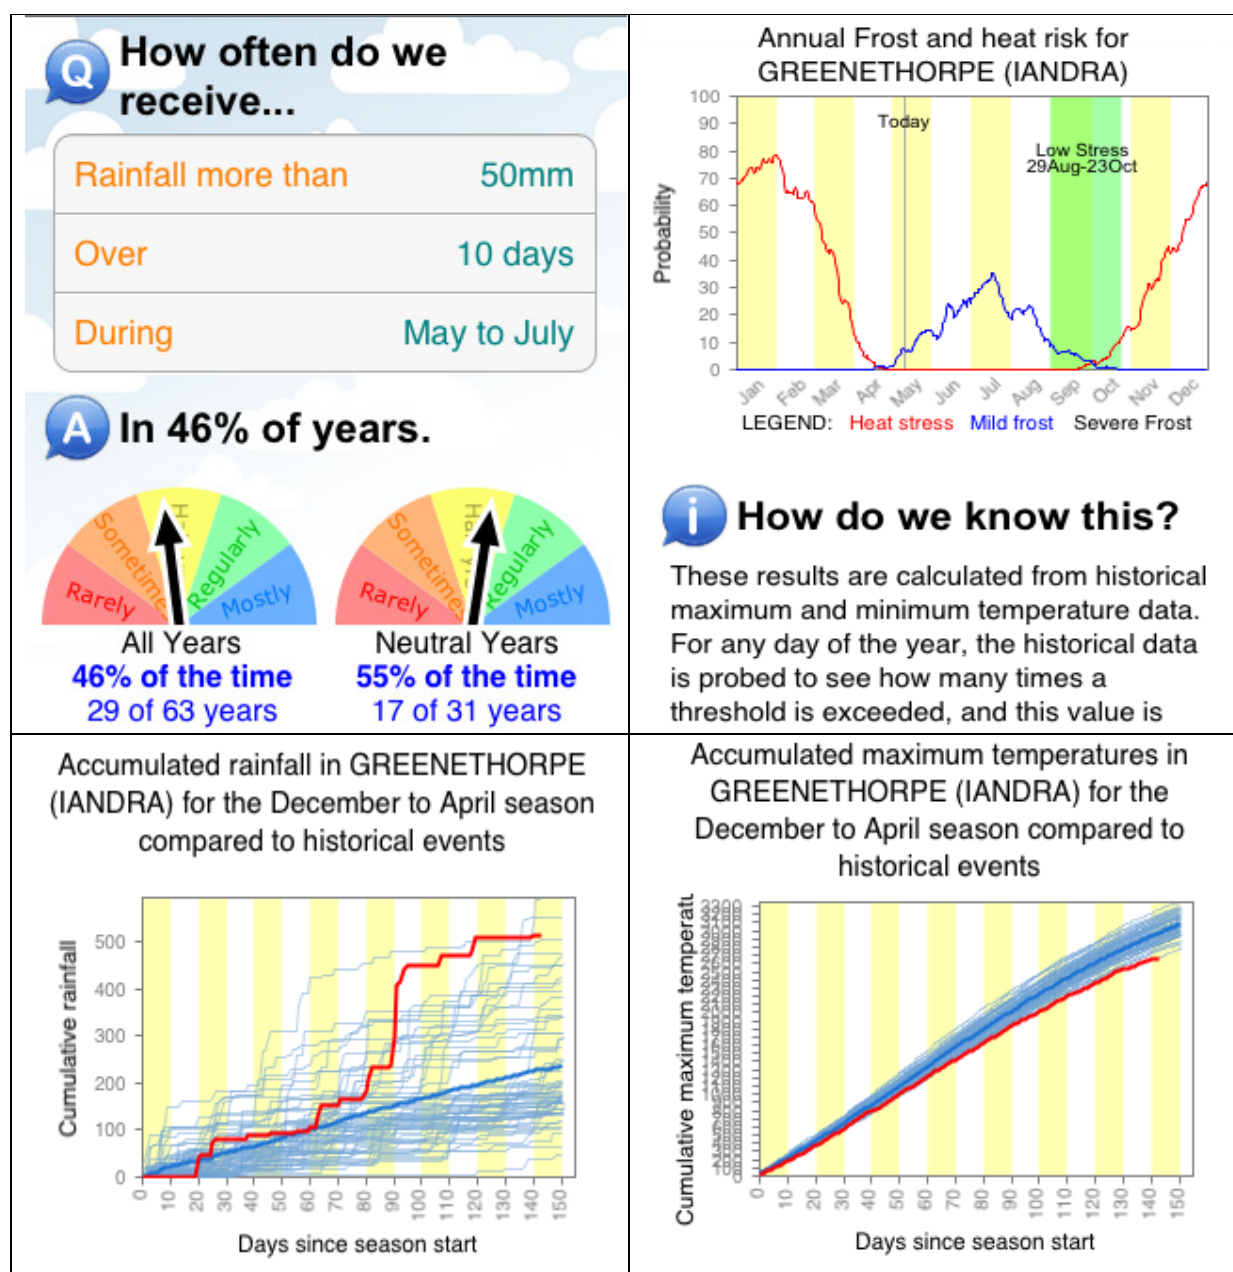 Q
How often do we
receive...
Rainfall more than 50mm
Over 10 days
During May to July
A
In 46% of years.
Rarely
Sometimes
Regularly
Mostly
Rarely
Sometimes
Regularly
Mostly
All Years
46% of the time
29 of 63 years
Neutral Years
55% of the time
17 of 31 years
Annual Frost and heat risk for
GREENETHORPE (IANDRA)
Probability
100
90
80
70
60
50
40
30
20
10
0
Today
Low Stress
29Aug-23Oct
Jan Feb Mar Apr May Jun Jul Aug Sep Oct Nov Dec
LEGEND: Heat stress Mild frost Severe Frost
i
How do we know this?
These results are calculated from historical
maximum and minimum temperature data.
For any day of the year, the historical data
is probed to see how many times a
threshold is exceeded, and this value is
Accumulated rainfall in GREENETHORPE
(IANDRA) for the December to April season
compared to historical events
Cumulative rainfall
500
400
300
200
100
0
0 10 20 30 40 50 60 70 80 90 100 110 120 130 140 150
Days since season start
Accumulated maximum temperatures in
GREENETHORPE (IANDRA) for the
December to April season compared to
historical events
Cumulative maximum temperatu
0 10 20 30 40 50 60 70 80 90 100 110 120 130 140 150
Days since season start